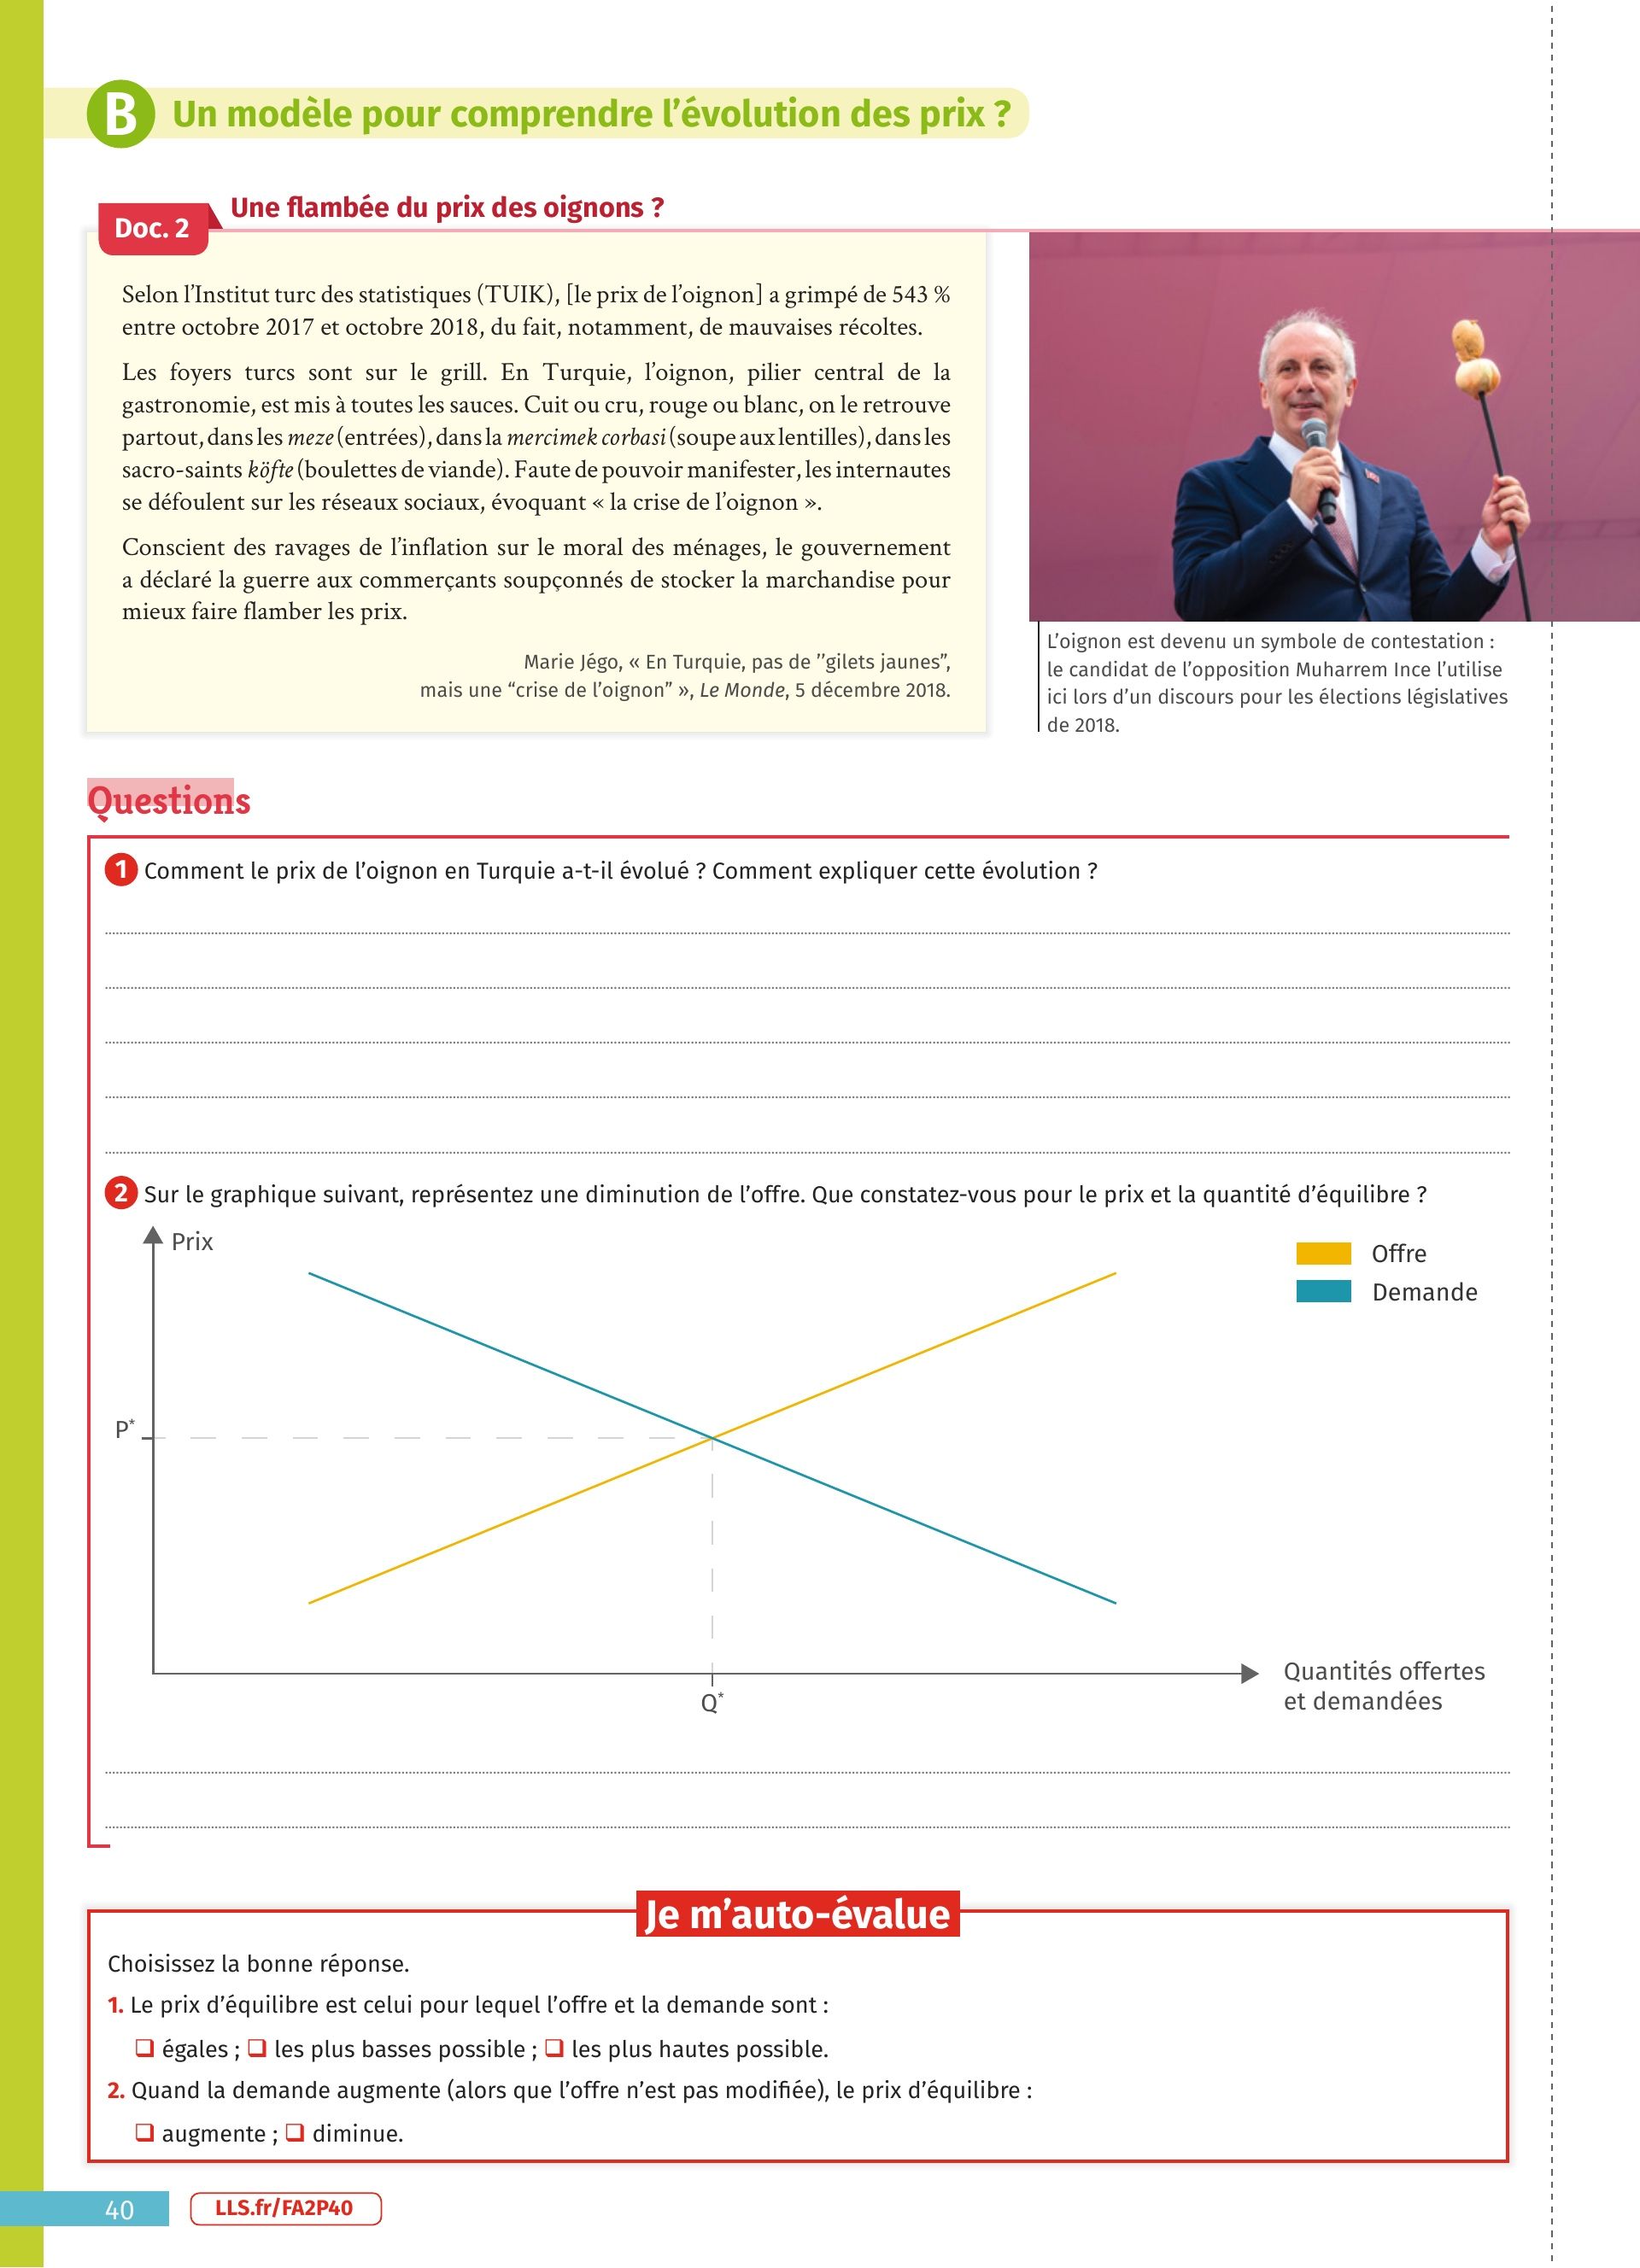 B Un modèle pour comprendre l’évolution des prix ?
Doc. 2
Une flambée du prix des oignons ?
Selon l’Institut turc des statistiques (TUIK), [le prix de l’oignon] a grimpé de 543 %
entre octobre 2017 et octobre 2018, du fait, notamment, de mauvaises récoltes.
Les foyers turcs sont sur le grill. En Turquie, l’oignon, pilier central de la
gastronomie, est mis à toutes les sauces. Cuit ou cru, rouge ou blanc, on le retrouve
partout, dans les meze (entrées), dans la mercimek corbasi (soupe aux lentilles), dans les
sacro-saints köfte (boulettes de viande). Faute de pouvoir manifester, les internautes
se défoulent sur les réseaux sociaux, évoquant « la crise de l’oignon ».
Conscient des ravages de l’inflation sur le moral des ménages, le gouvernement
a déclaré la guerre aux commerçants soupçonnés de stocker la marchandise pour
mieux faire flamber les prix.
Marie Jégo, « En Turquie, pas de ’’gilets jaunes”,
mais une “crise de l’oignon” », Le Monde, 5 décembre 2018.
L’oignon est devenu un symbole de contestation :
le candidat de l’opposition Muharrem Ince l’utilise
ici lors d’un discours pour les élections législatives
de 2018.
Questions
1 Comment le prix de l’oignon en Turquie a-t-il évolué ? Comment expliquer cette évolution ?
2 Sur le graphique suivant, représentez une diminution de l’offre. Que constatez-vous pour le prix et la quantité d’équilibre ?
Prix
Offre
Demande
P*
Q*
Quantités offertes
et demandées
Je m’auto-évalue
Choisissez la bonne réponse.
1. Le prix d’équilibre est celui pour lequel l’offre et la demande sont :
❑ égales ; ❑ les plus basses possible ; ❑ les plus hautes possible.
2. Quand la demande augmente (alors que l’offre n’est pas modifiée), le prix d’équilibre :
❑ augmente ; ❑ diminue.
40
LLS.fr/FA2P40